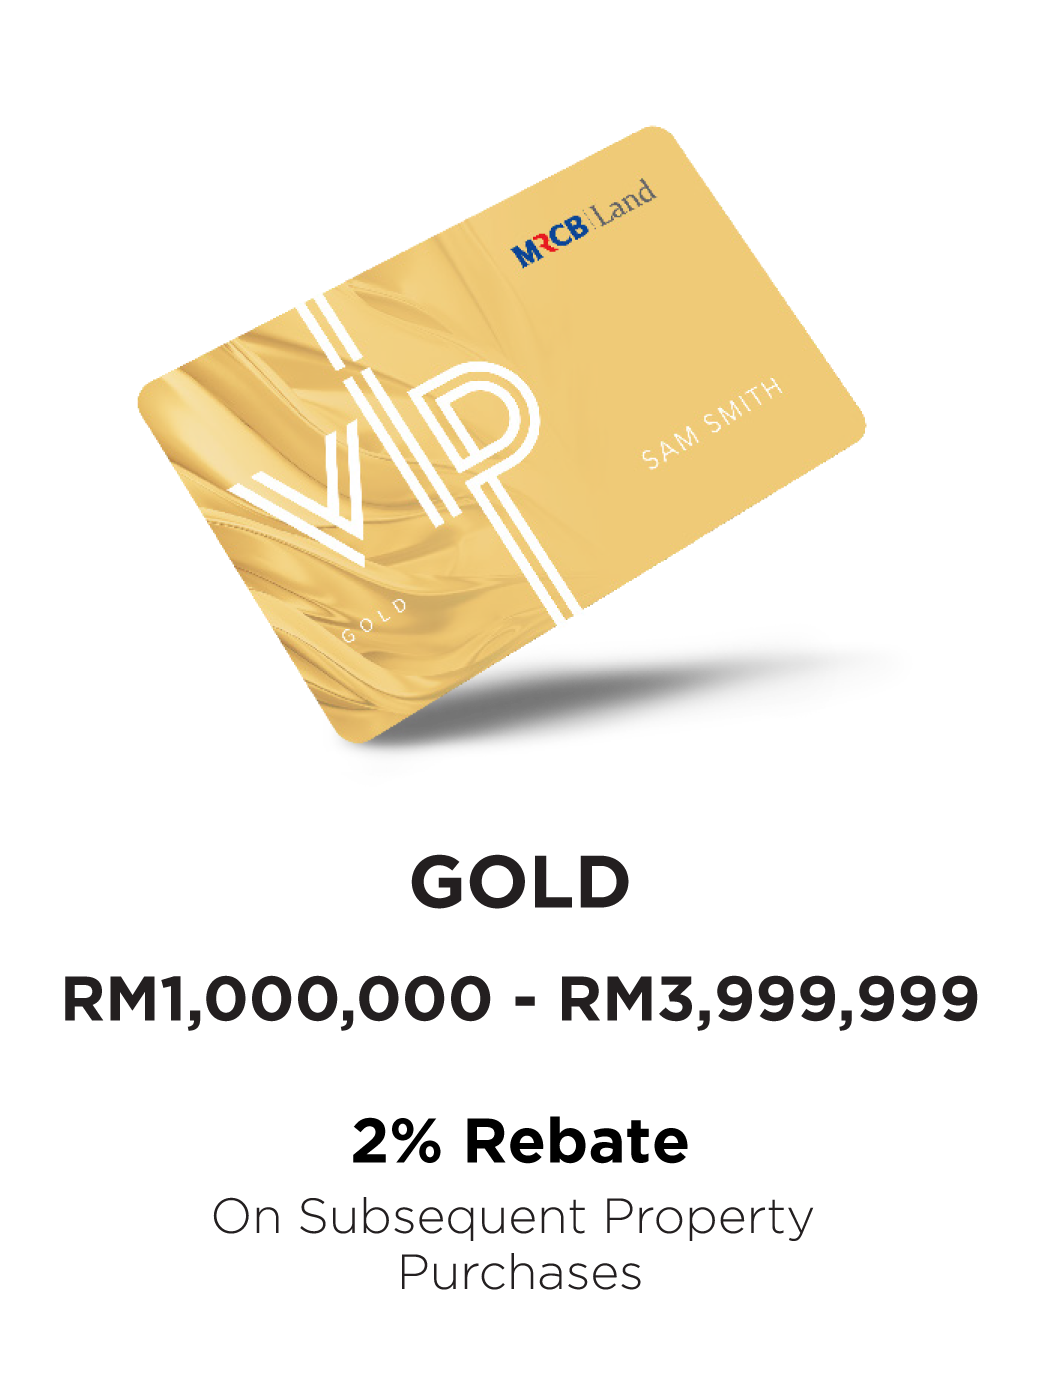 MRCB Land
VIP
SAM SMITH
GOLD
GOLD
RM1,000,000 - RM3,999,999
2% Rebate
On Subsequent Property
Purchases